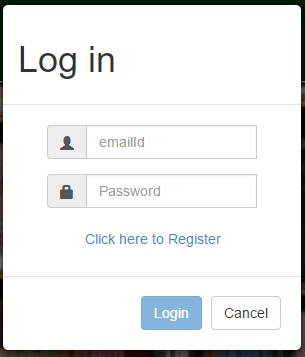 Log in
emailId
Password
Click here to Register
Login Cancel